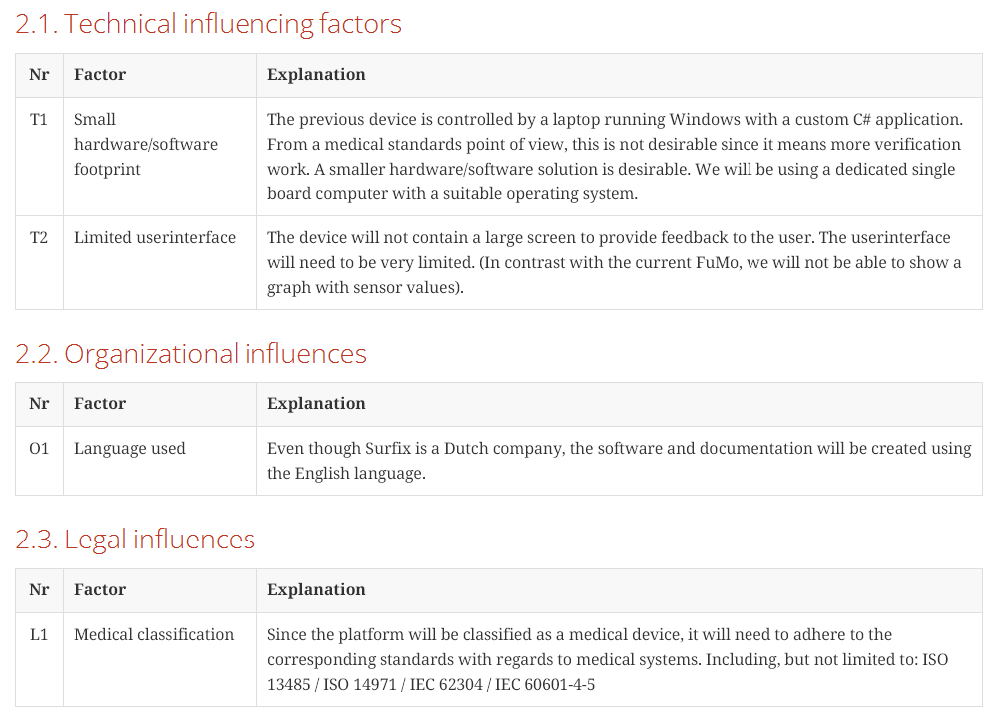 2.1. Technical influencing factors
Nr Factor Explanation
T1 Small hardware/software footprint The previous device is controlled by a laptop running Windows with a custom C# application.
From a medical standards point of view, this is not desirable since it means more verification
work. A smaller hardware/software solution is desirable. We will be using a dedicated single
board computer with a suitable operating system.
T2 Limited userinterface The device will not contain a large screen to provide feedback to the user. The userinterface
will need to be very limited. (In contrast with the current FuMo, we will not be able to show a
graph with sensor values).
2.2. Organizational influences
Nr Factor Explanation
O1 Language used Even though Surfix is a Dutch company, the software and documentation will be created using
the English language.
2.3. Legal influences
Nr Factor Explanation
L1 Medical classification Since the platform will be classified as a medical device, it will need to adhere to the
corresponding standards with regards to medical systems. Including, but not limited to: ISO
13485 / ISO 14971 / IEC 62304 / IEC 60601-4-5